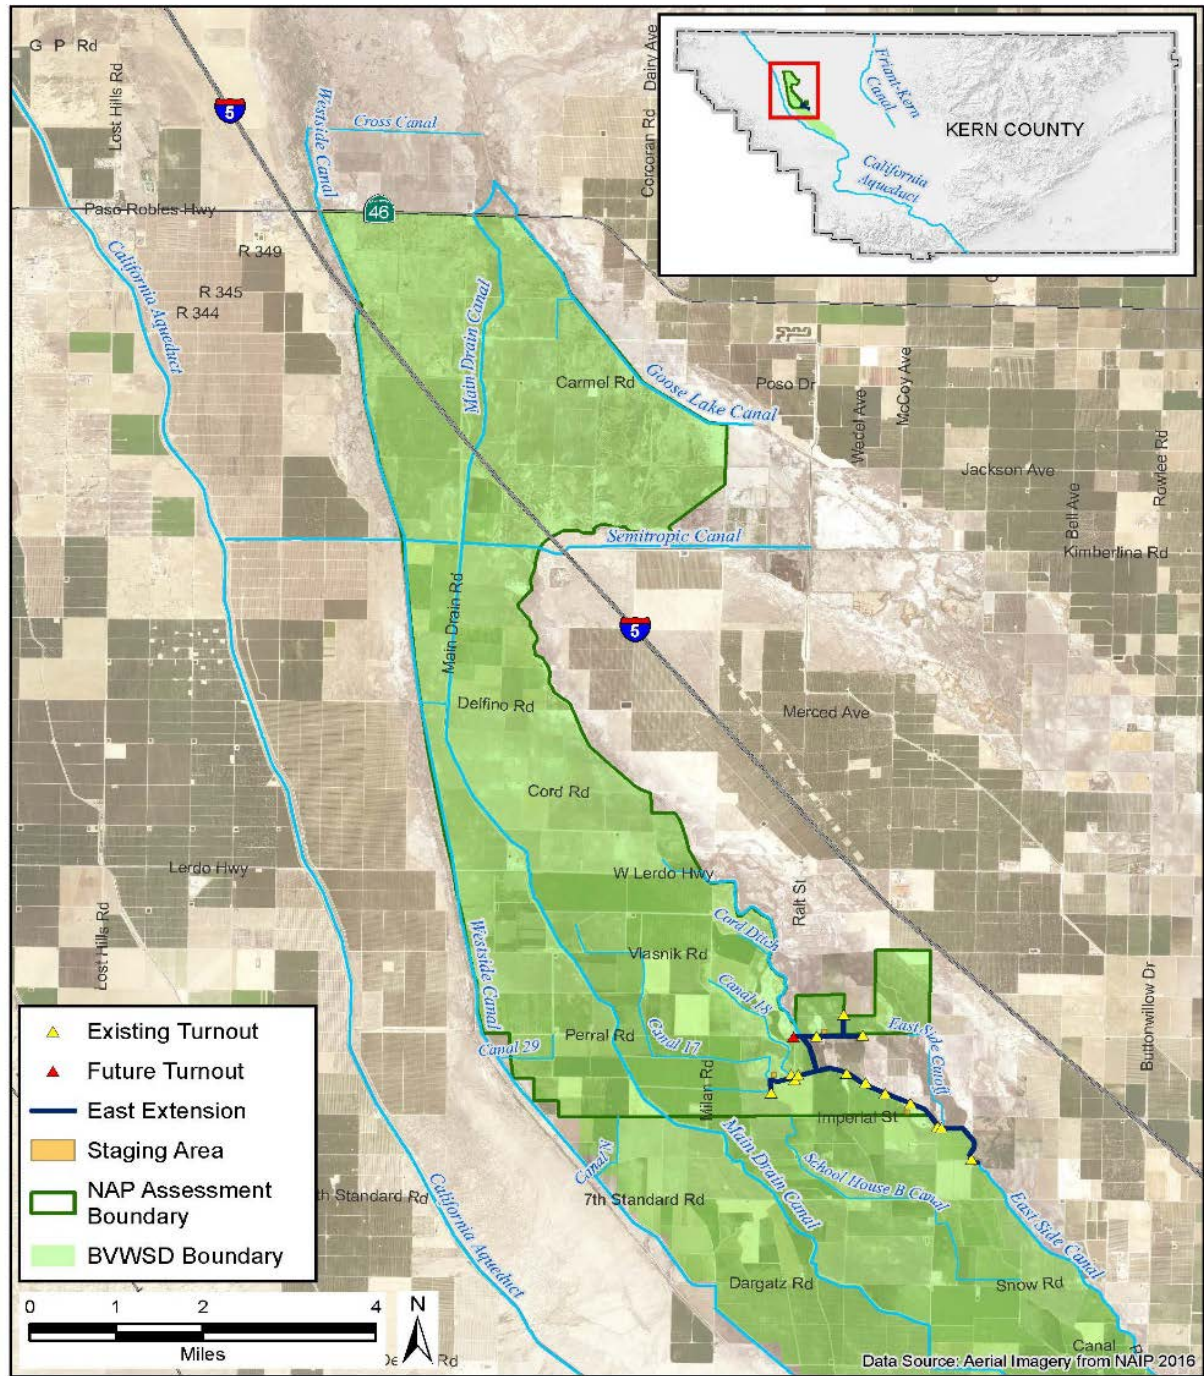 G P Rd
Lost Hills Rd
5
Westside Canal
Cross Canal
Corcoran Rd
Dairy Ave
Friant-Kern
Canal
KERN COUNTY
California
Aqueduct
Paso Robles Hwy
46
R 349
R 345
R 344
California Aqueduct
Main Drain Canal
Carmel Rd
Goose Lake Canal
Poso Dr
Wedel Ave
McCoy Ave
Jackson Ave
Bell Ave
Rowlee Rd
Semitropic Canal
Kimberlina Rd
Main Drain Rd
5
Delfino Rd
Merced Ave
Cord Rd
Lerdo Hwy
W Lerdo Hwy
Ralt St
Lost Hills Rd
Westside Canal
Cord Ditch
Vlasnik Rd
Canal 18
Buttonwillow Dr
Perral Rd
Canal 17
Canal 29
East Side Cutoff
Milan Rd
Imperial St
Main Drain Canal
School House B Canal
Canal N
7th Standard Rd
th Standard Rd
California Aqueduct
East Side Canal
Dargatz Rd
Snow Rd
Canal
Existing Turnout
Future Turnout
East Extension
Staging Area
NAP Assessment
Boundary
BVWSD Boundary
0 1 2 4
Miles
N
Rd
Data Source: Aerial Imagery from NAIP 2016